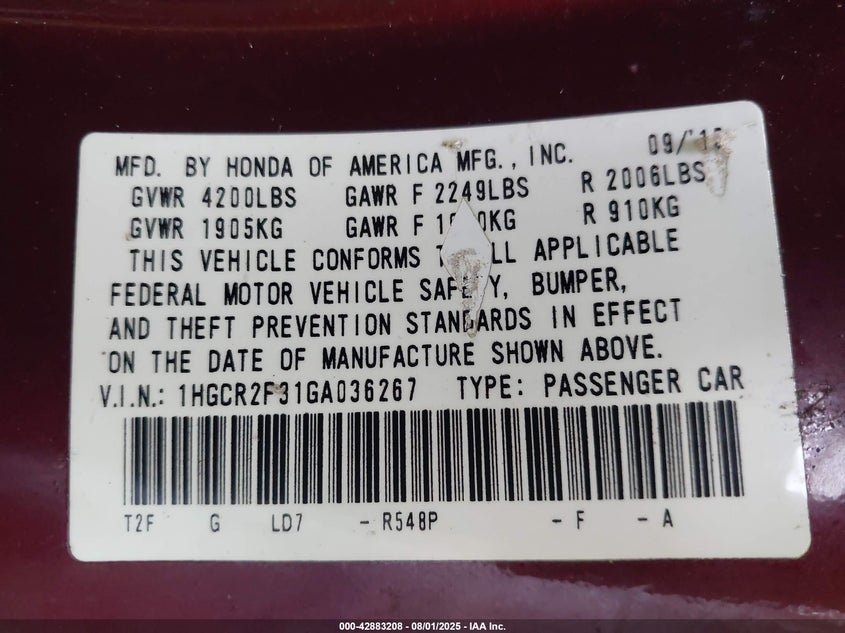 MFD. BY HONDA OF AMERICA MFG., INC.
GVWR 4200LBS GAWR F 2249LBS R 2006LBS
GVWR 1905KG GAWR F R 910KG
THIS VEHICLE CONFORMS APPLICABLE
FEDERAL MOTOR VEHICLE SAFETY, BUMPER,
AND THEFT PREVENTION STANDARDS IN EFFECT
ON THE DATE OF MANUFACTURE SHOWN ABOVE.
V.I.N.: 1HGCR2F31GA036267 TYPE: PASSENGER CAR
T2F G LD7 - R548P - F - A
000-42883208 - 08/01/2025 - IAA Inc.